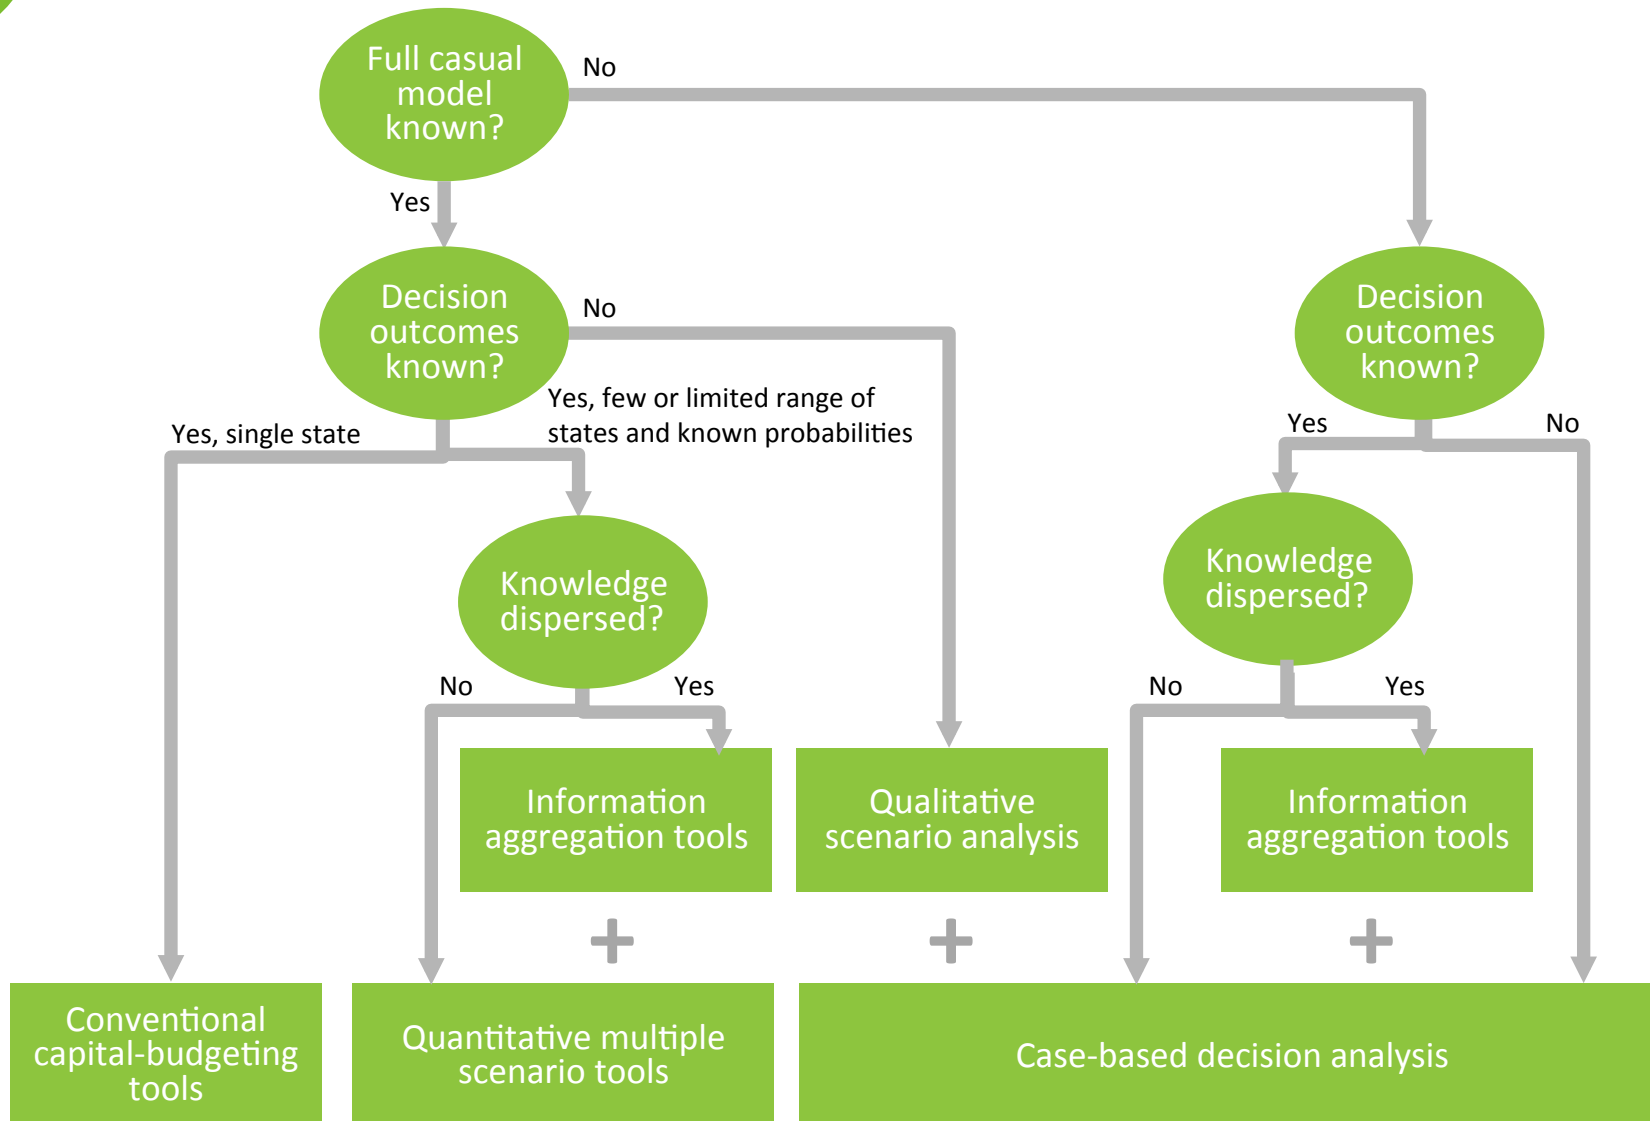 Full casual
model
known?
No
Yes
Decision
outcomes
known?
No
Decision
outcomes
known?
Yes, single state
Yes, few or limited range of
states and known probabilities
Yes
No
Knowledge
dispersed?
Knowledge
dispersed?
No
Yes
No
Yes
Information
aggregation tools
Qualitative
scenario analysis
Information
aggregation tools
+
+
+
Conventional
capital-budgeting
tools
Quantitative multiple
scenario tools
Case-based decision analysis